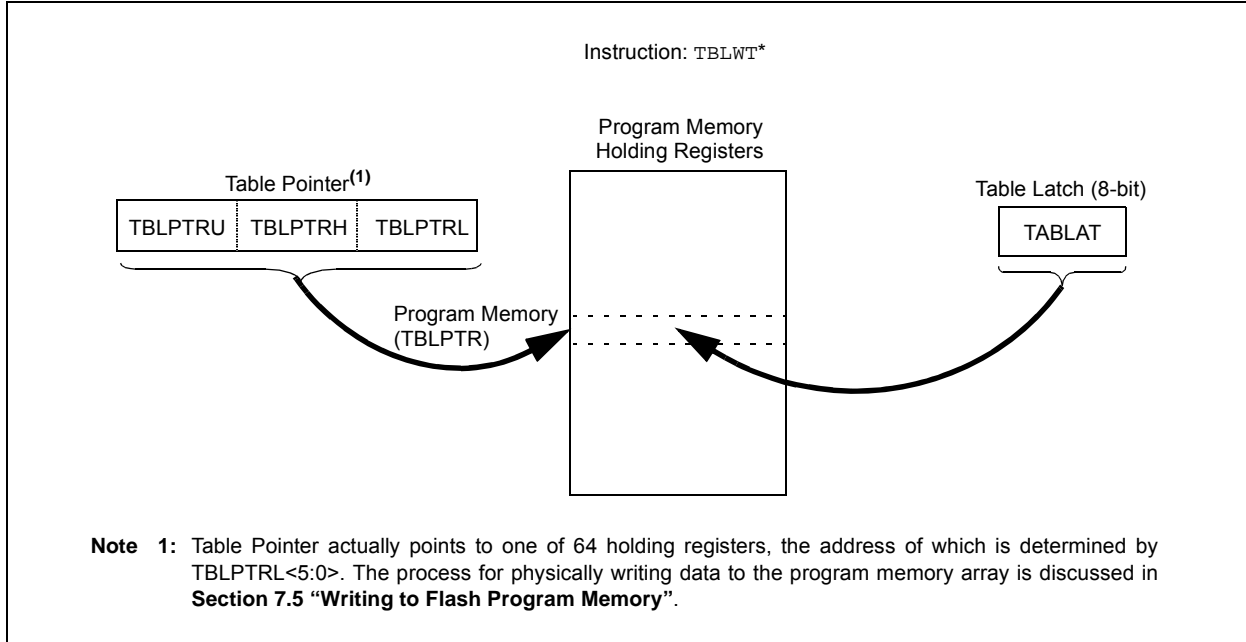 Instruction: TBLWT*
Program Memory
Holding Registers
Table Pointer(1)
Table Latch (8-bit)
TBLPTRU TBLPTRH TBLPTRL
TABLAT
Program Memory
(TBLPTR)
Note 1: Table Pointer actually points to one of 64 holding registers, the address of which is determined by
TBLPTRL<5:0>. The process for physically writing data to the program memory array is discussed in
Section 7.5 “Writing to Flash Program Memory”.